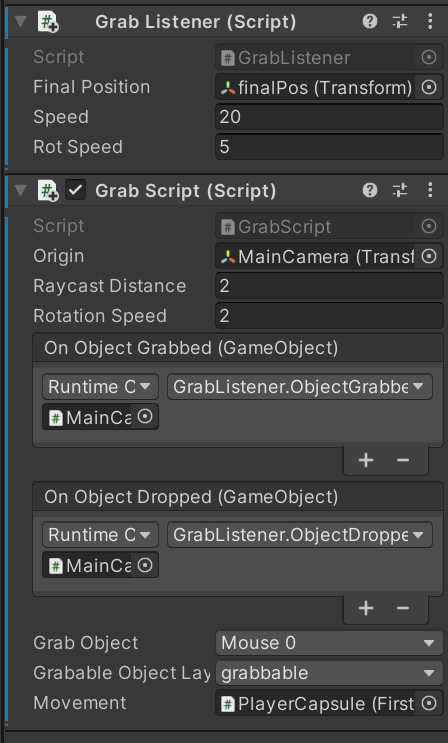 Grab Listener (Script)
Script GrabListener
Final Position finalPos (Transform)
Speed 20
Rot Speed 5
Grab Script (Script)
Script GrabScript
Origin MainCamera (Transf
Raycast Distance 2
Rotation Speed 2
On Object Grabbed (GameObject)
Runtime C GrabListener.ObjectGrabbe
MainCa
On Object Dropped (GameObject)
Runtime C GrabListener.ObjectDroppe
MainCa
Grab Object Mouse 0
Grabable Object Lay grabbable
Movement PlayerCapsule (First